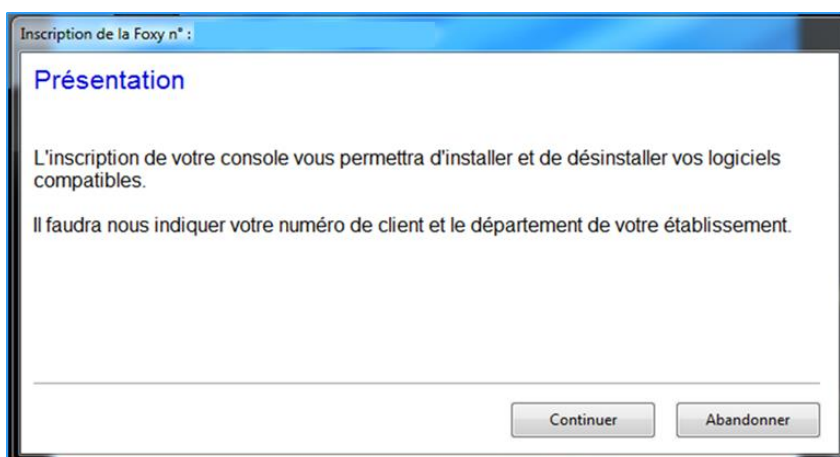 Inscription de la Foxy n° :
Présentation
L'inscription de votre console vous permettra d'installer et de désinstaller vos logiciels
compatibles.
Il faudra nous indiquer votre numéro de client et le département de votre établissement.
Continuer
Abandonner